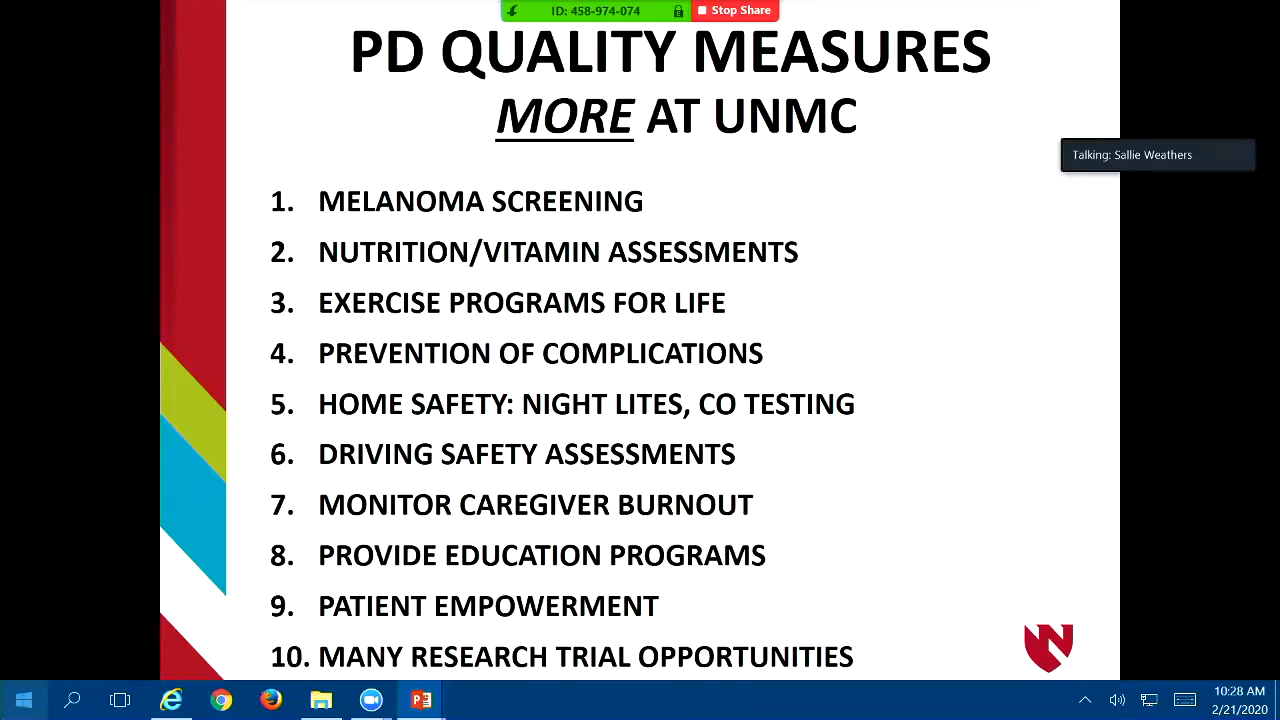 ID: 458-974-074
Stop Share
PD QUALITY MEASURES
MORE AT UNMC
Talking: Sallie Weathers
1. MELANOMA SCREENING
2. NUTRITION/VITAMIN ASSESSMENTS
3. EXERCISE PROGRAMS FOR LIFE
4. PREVENTION OF COMPLICATIONS
5. HOME SAFETY: NIGHT LITES, CO TESTING
6. DRIVING SAFETY ASSESSMENTS
7. MONITOR CAREGIVER BURNOUT
8. PROVIDE EDUCATION PROGRAMS
9. PATIENT EMPOWERMENT
10. MANY RESEARCH TRIAL OPPORTUNITIES
10:28 AM
2/21/2020